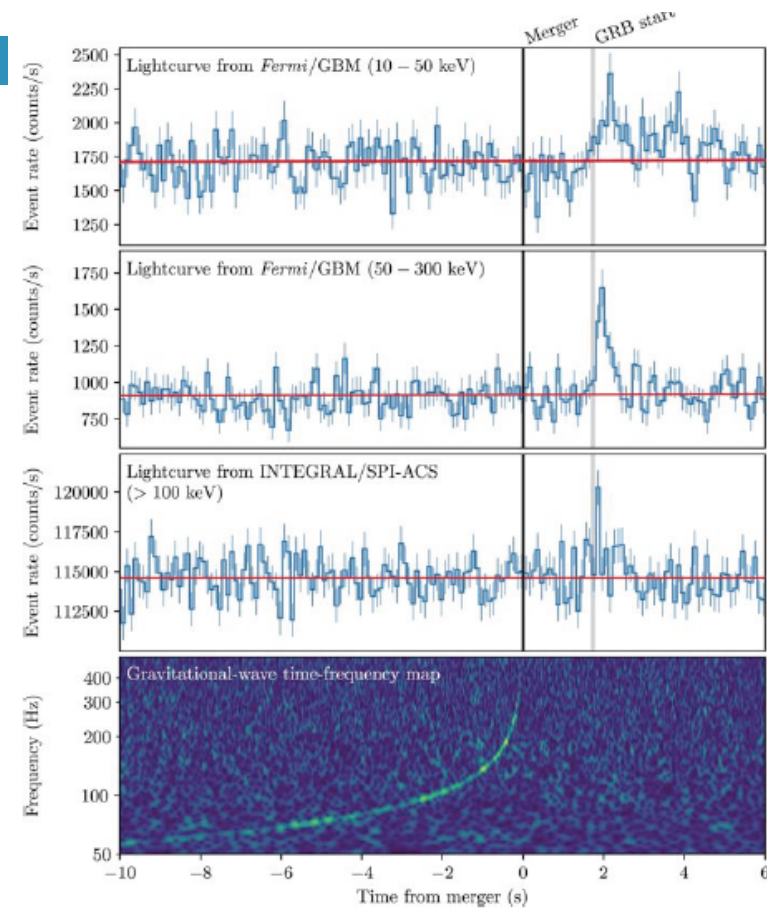 Merger
GRB start
Lightcurve from Fermi/GBM (10 − 50 keV)
Event rate (counts/s)
2500
2250
2000
1750
1500
1250
Lightcurve from Fermi/GBM (50 − 300 keV)
Event rate (counts/s)
1750
1500
1250
1000
750
Lightcurve from INTEGRAL/SPI-ACS
(> 100 keV)
Event rate (counts/s)
120000
117500
115000
112500
Gravitational-wave time-frequency map
Frequency (Hz)
400
300
200
100
50
−10 −8 −6 −4 −2 0 2 4 6
Time from merger (s)